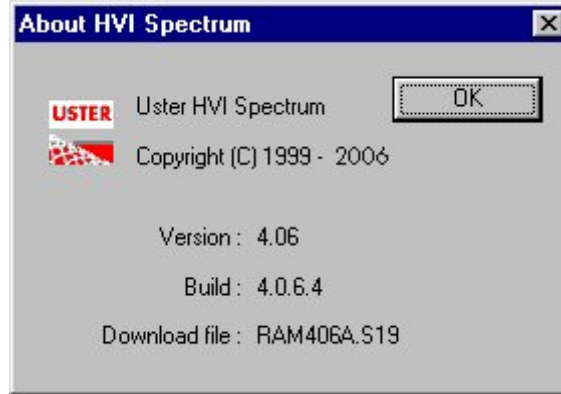 About HVI Spectrum
USTER
Uster HVI Spectrum
OK
Copyright (C) 1999 - 2006
Version : 4.06
Build : 4.0.6.4
Download file : RAM406A.S19